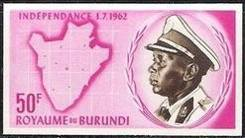 INDEPENDANCE 1.7.1962
50F
ROYAUME DU BURUNDI